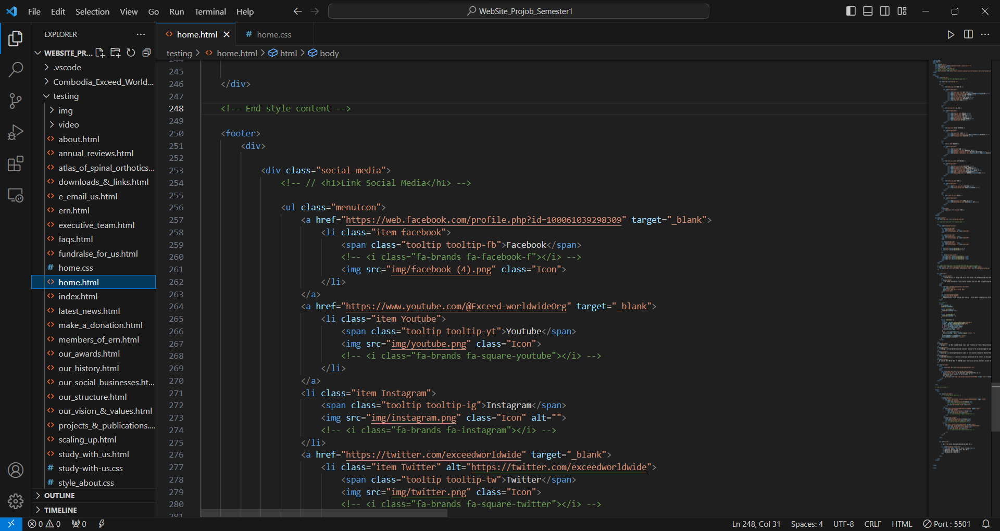 File Edit Selection View Go Run Terminal Help
WebSite_Projob_Semester1
EXPLORER
WEBSITE_PR...
.vscode
Combodia_Exceed_World...
testing
img
video
about.html
annual_reviews.html
atlas_of_spinal_orthotics...
downloads_&_links.html
e_email_us.html
ern.html
executive_team.html
faqs.html
fundralse_for_us.html
home.css
home.html
index.html
latest_news.html
make_a_donation.html
members_of_ern.html
our_awards.html
our_history.html
our_social_businesses.ht...
our_structure.html
our_vision_&_values.html
projects_&_publications....
scaling_up.html
study_with_us.html
study-with-us.css
style_about.css
OUTLINE
TIMELINE
home.html
home.css
testing > home.html > html > body
244
245
246 </div>
247
248 <!-- End style content -->
249
250 <footer>
251 <div>
252
253 <div class="social-media">
254 <!-- // <h1>Link Social Media</h1> -->
255
256 <ul class="menuIcon">
257 <a href="https://web.facebook.com/profile.php?id=100061039298309" target="_blank">
258 <li class="item facebook">
259 <span class="tooltip tooltip-fb">Facebook</span>
260 <!-- <i class="fa-brands fa-facebook-f"></i> -->
261 <img src="img/facebook (4).png" class="Icon">
262 </li>
263 </a>
264 <a href="https://www.youtube.com/@Exceed-worldwideOrg" target="_blank">
265 <li class="item Youtube">
266 <span class="tooltip tooltip-yt">Youtube</span>
267 <img src="img/youtube.png" class="Icon">
268 <!-- <i class="fa-brands fa-square-youtube"></i> -->
269 </li>
270 </a>
271 <li class="item Instagram">
272 <span class="tooltip tooltip-ig">Instagram</span>
273 <img src="img/instagram.png" class="Icon" alt="">
274 <!-- <i class="fa-brands fa-instagram"></i> -->
275 </li>
276 <a href="https://twitter.com/exceedworldwide" target="_blank">
277 <li class="item Twitter" alt="https://twitter.com/exceedworldwide">
278 <span class="tooltip tooltip-tw">Twitter</span>
279 <img src="img/twitter.png" class="Icon">
280 <!-- <i class="fa-brands fa-square-twitter"></i> -->
281
0 0 0
Ln 248, Col 31 Spaces: 4 UTF-8 CRLF HTML Port : 5501